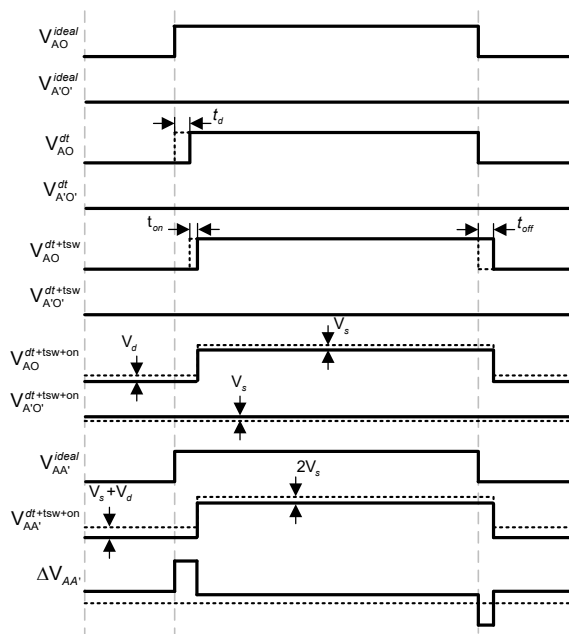 V_AO^ideal
V_A'O'^ideal
t_d
V_AO^dt
V_A'O'^dt
t_on
t_off
V_AO^dt+tsw
V_A'O'^dt+tsw
V_s
V_d
V_AO^dt+tsw+on
V_s
V_A'O'^dt+tsw+on
V_AA'^ideal
2V_s
V_s+V_d
V_AA'^dt+tsw+on
ΔV_AA'